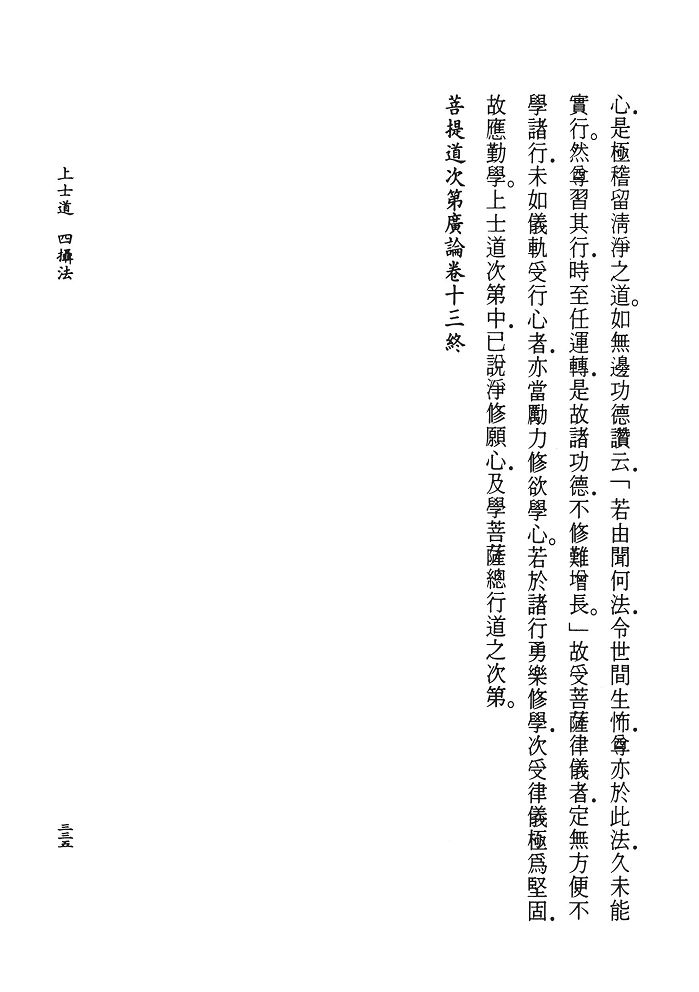 心．是極稽留淸淨之道。如無邊功德讚云．「若由聞何法．令世間生怖．尊亦於此法．久未能
實行。然尊習其行．時至任運轉．是故諸功德．不修難增長。」故受菩薩律儀者．定無方便不
學諸行．未如儀軌受行心者．亦當勵力修欲學心。若於諸行勇樂修學．次受律儀極爲堅固．
故應勤學。上士道次第中．已說淨修願心．及學菩薩總行道之次第。
菩提道次第廣論卷十三終
上士道　四攝法
三三五